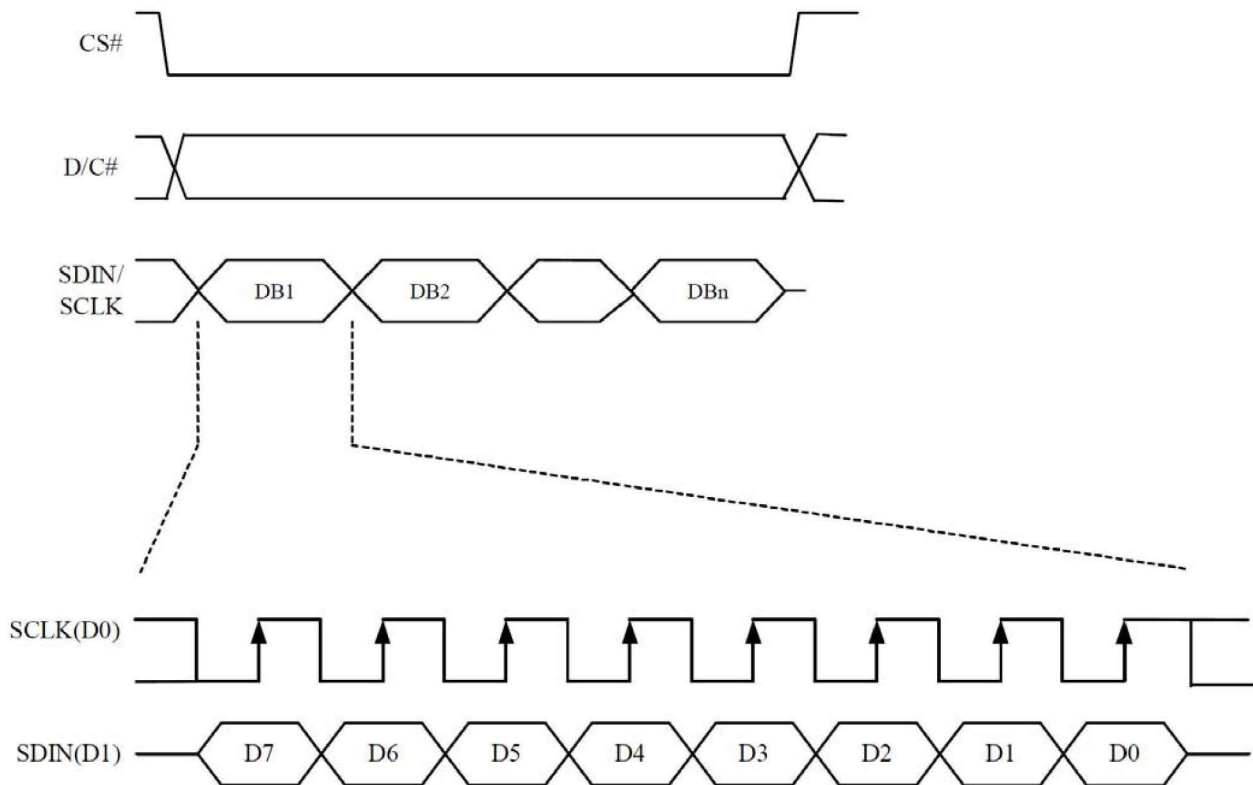 CS#
D/C#
SDIN/
SCLK
DB1 DB2 DBn
SCLK(D0)
SDIN(D1) D7 D6 D5 D4 D3 D2 D1 D0